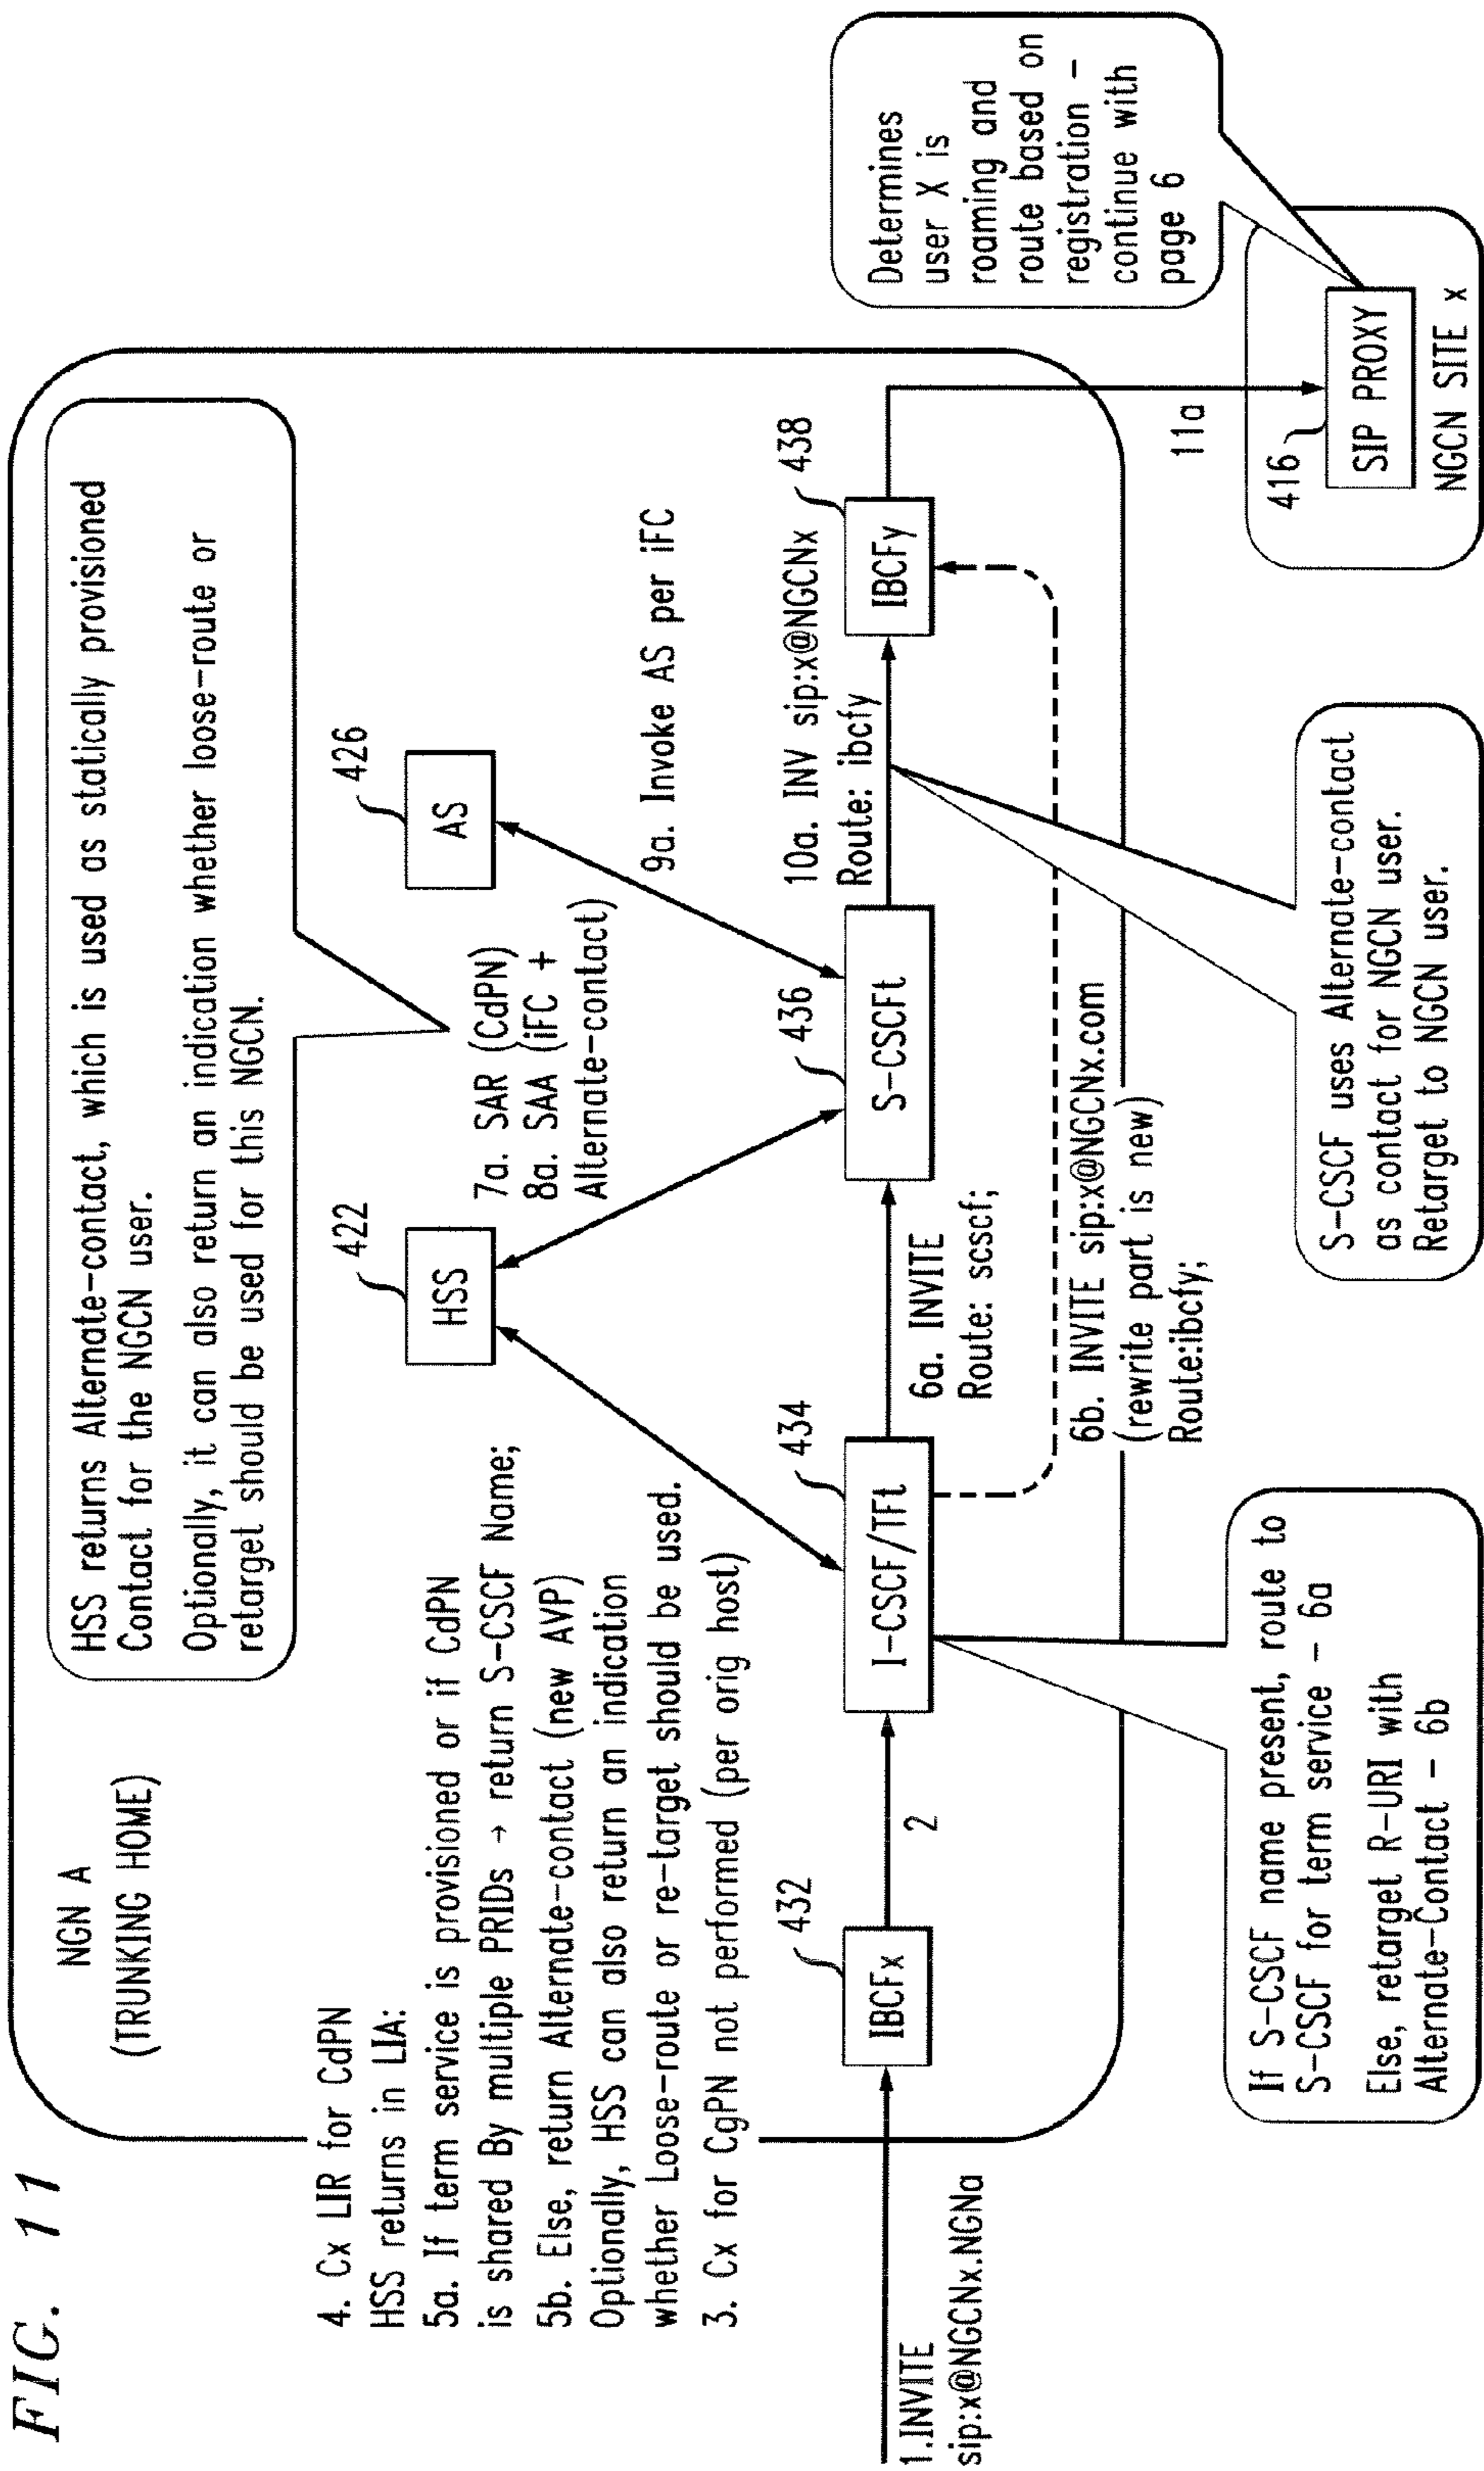 FIG. 11
NGN A
(TRUNKING HOME)
HSS returns Alternate-contact, which is used as statically provisioned
Contact for the NGCN user.
Optionally, it can also return an indication whether loose-route or
retarget should be used for this NGCN.
4. Cx LIR for CdPN
HSS returns in LIA:
5a. If term service is provisioned or if CdPN
is shared By multiple PRIDs → return S-CSCF Name;
5b. Else, return Alternate-contact (new AVP)
Optionally, HSS can also return an indication
whether Loose-route or re-target should be used.
3. Cx for CgPN not performed (per orig host)
422
HSS
426
AS
7a. SAR (CdPN)
8a. SAA (iFC +
Alternate-contact)
9a. Invoke AS per iFC
1.INVITE
sip:x@NGCNx.NGNa
432
IBCFx
2
434
I-CSCF/TFt
6a. INVITE
Route: scscf;
436
S-CSCFt
10a. INV sip:x@NGCNx
Route: ibcfy
438
IBCFy
6b. INVITE sip:x@NGCNx.com
(rewrite part is new)
Route:ibcfy;
11a
If S-CSCF name present, route to
S-CSCF for term service - 6a
Else, retarget R-URI with
Alternate-Contact - 6b
S-CSCF uses Alternate-contact
as contact for NGCN user.
Retarget to NGCN user.
Determines
user X is
roaming and
route based on
registration -
continue with
page 6
416
SIP PROXY
NGCN SITE x